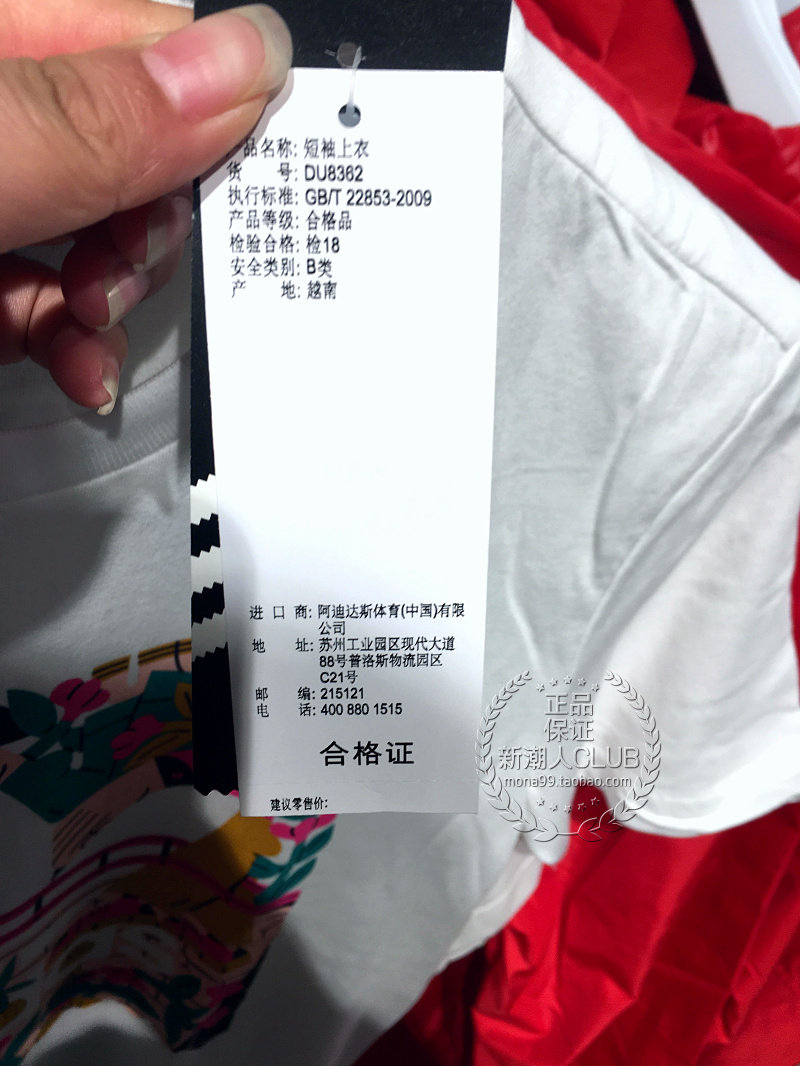 产品名称: 短袖上衣
货 号: DU8362
执行标准: GB/T 22853-2009
产品等级: 合格品
检验合格: 检18
安全类别: B类
产 地: 越南
进 口 商: 阿迪达斯体育(中国)有限
公司
地 址: 苏州工业园区现代大道
88号普洛斯物流园区
C21号
邮 编: 215121
电 话: 400 880 1515
合格证
建议零售价:
正品
保证
新潮人CLUB
mona99.taobao.com